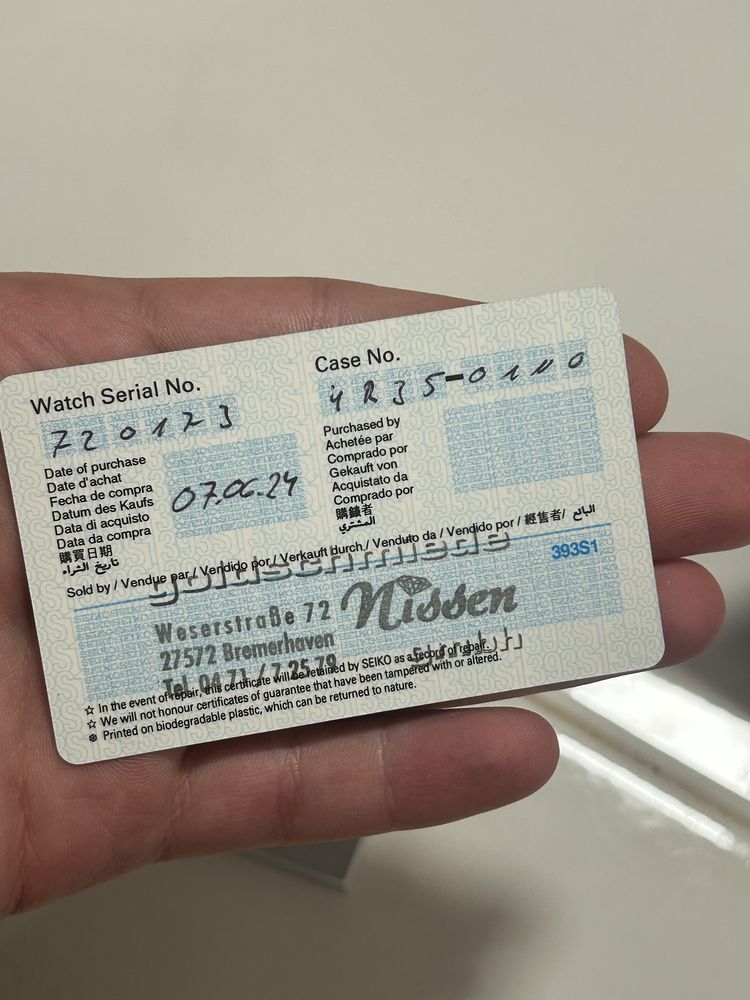 Watch Serial No.
720123
Date of purchase
Date d'achat
Fecha de compra
Datum des Kaufs
Data di acquisto
Data da compra
購買日期
تاريخ الشراء
07.06.24
Case No.
4R35-01
Purchased by
Achetée par
Comprado por
Gekauft von
Acquistato da
Comprado por
購錶者
المشتري
Sold by / Vendue par / Vendido por / Verkauft durch / Venduto da / Vendido por / 經售者/ البائع
393S1
goldschmiede
Nissen
Weserstraße 72
27572 Bremerhaven
Tel. 04 71 / 7 25 79
☆ In the event of repair, this certificate will be retained by SEIKO as a record of repair.
☆ We will not honour certificates of guarantee that have been tampered with or altered.
❆ Printed on biodegradable plastic, which can be returned to nature.